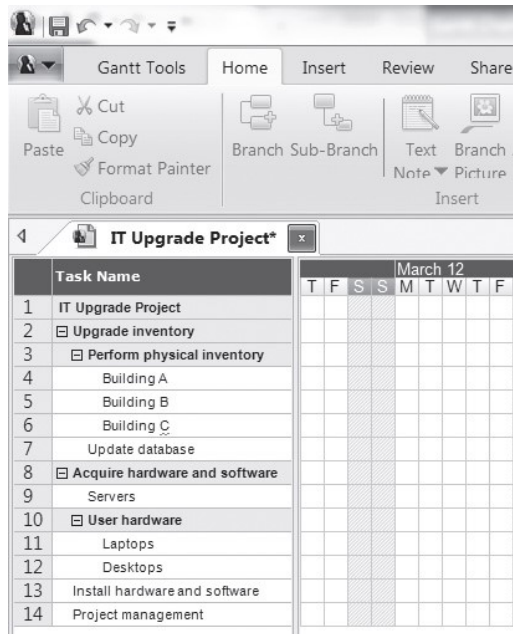 Gantt Tools Home Insert Review Share
Cut
Copy
Format Painter
Paste
Clipboard
Branch Sub-Branch
Text Note
Branch Picture
Insert
IT Upgrade Project* x
Task Name
March 12
T F S S M T W T F
1 IT Upgrade Project
2 Upgrade inventory
3 Perform physical inventory
4 Building A
5 Building B
6 Building C
7 Update database
8 Acquire hardware and software
9 Servers
10 User hardware
11 Laptops
12 Desktops
13 Install hardware and software
14 Project management